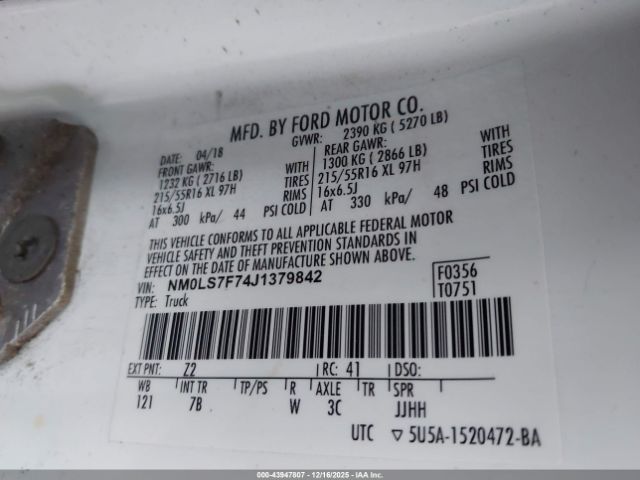 MFD. BY FORD MOTOR CO.
DATE: 04/18 GVWR: 2390 KG ( 5270 LB)
FRONT GAWR: REAR GAWR:
1232 KG ( 2716 LB) WITH 1300 KG ( 2866 LB) WITH
215/55R16 XL 97H TIRES 215/55R16 XL 97H TIRES
16x6.5J RIMS 16x6.5J RIMS
AT 300 kPa/ 44 PSI COLD AT 330 kPa/ 48 PSI COLD
THIS VEHICLE CONFORMS TO ALL APPLICABLE FEDERAL MOTOR
VEHICLE SAFETY AND THEFT PREVENTION STANDARDS IN
EFFECT ON THE DATE OF MANUFACTURE SHOWN ABOVE.
VIN: NM0LS7F74J1379842 F0356
TYPE: Truck T0751
EXT PNT: Z2 RC: 41 DSO:
WB INT TR TP/PS R AXLE TR SPR
121 7B W 3C JJHH
UTC ▽ 5U5A-1520472-BA
000-43947807 - 12/16/2025 - IAAI.COM